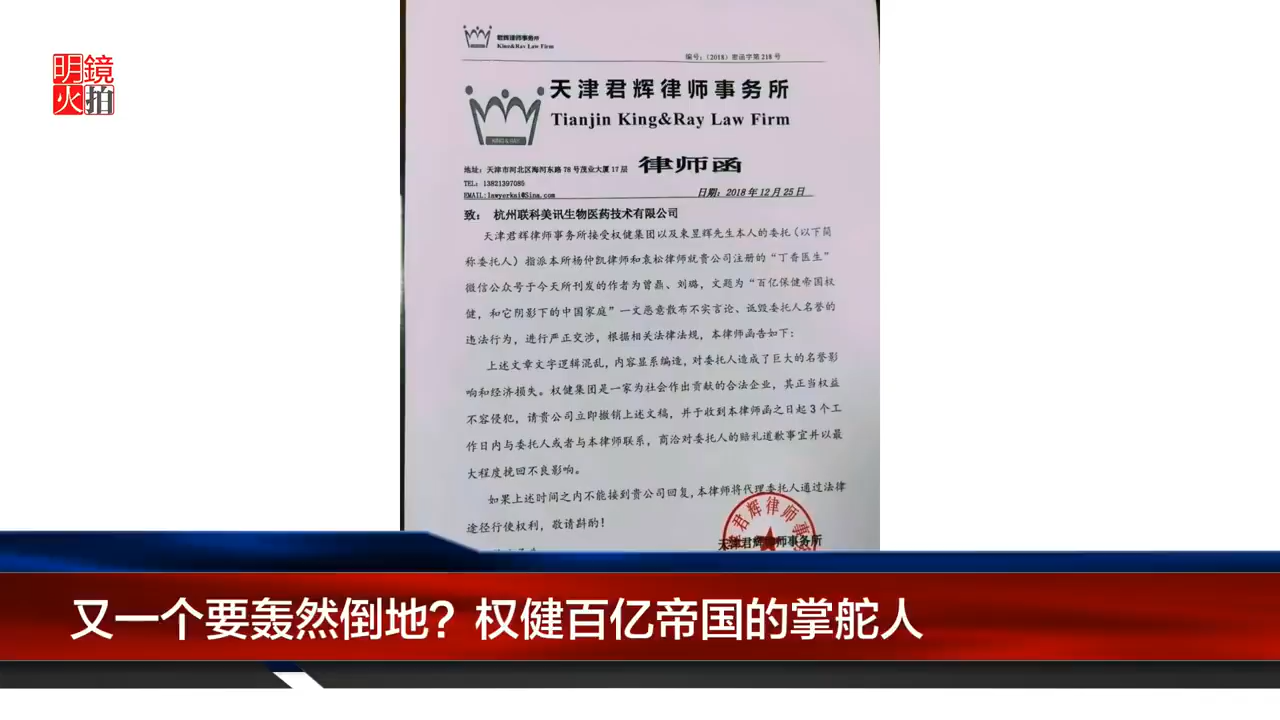 明鏡
火拍
君辉律师事务所
King&Ray Law Firm
编号:（2018）君函字第 218 号
天津君辉律师事务所
Tianjin King&Ray Law Firm
KING & RAY
地址：天津市河北区海河东路 78 号茂业大厦 17 层
律师函
TEL: 13821397085
EMAIL:lawyerkai@Sina.com
日期：2018 年 12 月 25 日
致： 杭州联科美讯生物医药技术有限公司
天津君辉律师事务所接受权健集团以及束昱辉先生本人的委托（以下简
称委托人）指派本所杨仲凯律师和袁松律师就贵公司注册的“丁香医生”
微信公众号于今天所刊发的作者为曾鼎、刘璐，文题为“百亿保健帝国权
健，和它阴影下的中国家庭”一文恶意散布不实言论、诋毁委托人名誉的
违法行为，进行严正交涉，根据相关法律法规，本律师函告如下：
上述文章文字逻辑混乱，内容显系编造，对委托人造成了巨大的名誉影
响和经济损失。权健集团是一家为社会作出贡献的合法企业，其正当权益
不容侵犯，请贵公司立即撤销上述文稿，并于收到本律师函之日起 3 个工
作日内与委托人或者与本律师联系，商洽对委托人的赔礼道歉事宜并以最
大程度挽回不良影响。
如果上述时间之内不能接到贵公司回复，本律师将代理委托人通过法律
途径行使权利，敬请斟酌！
君辉律师事
天津君辉律师事务所
又一个要轰然倒地？权健百亿帝国的掌舵人